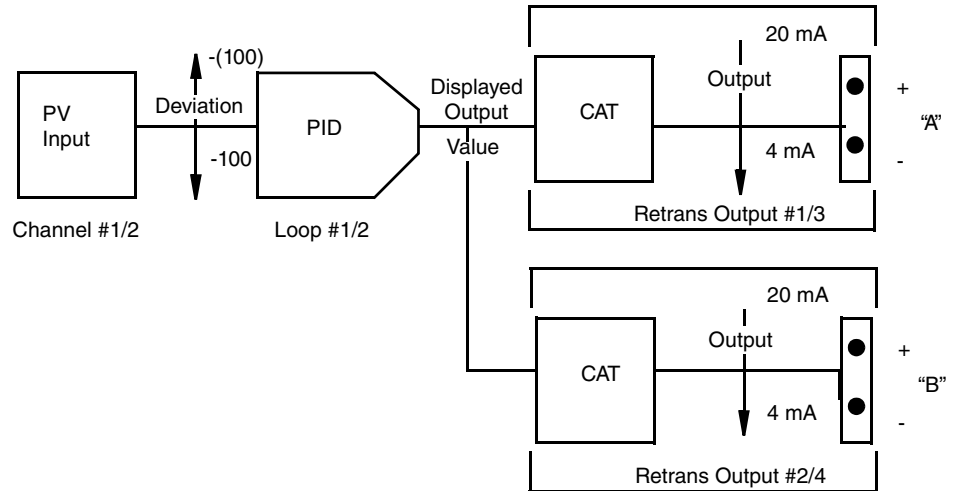 PV
Input
Channel #1/2
-(100)
Deviation
-100
PID
Loop #1/2
Displayed
Output
Value
CAT
20 mA
Output
4 mA
+
“A”
-
Retrans Output #1/3
CAT
20 mA
Output
4 mA
+
“B”
-
Retrans Output #2/4